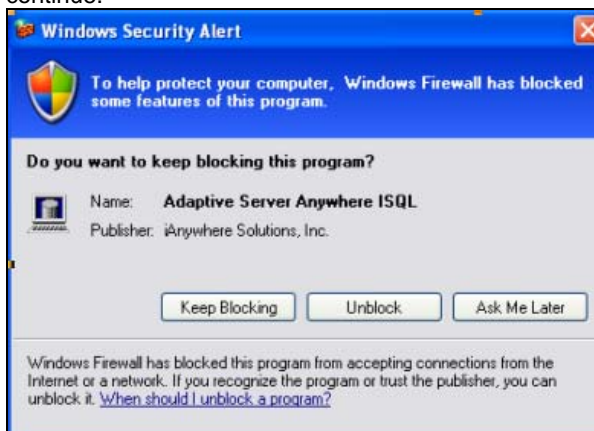 continue.
Windows Security Alert
To help protect your computer, Windows Firewall has blocked
some features of this program.
Do you want to keep blocking this program?
Name: Adaptive Server Anywhere ISQL
Publisher: iAnywhere Solutions, Inc.
Keep Blocking Unblock Ask Me Later
Windows Firewall has blocked this program from accepting connections from the
Internet or a network. If you recognize the program or trust the publisher, you can
unblock it. When should I unblock a program?